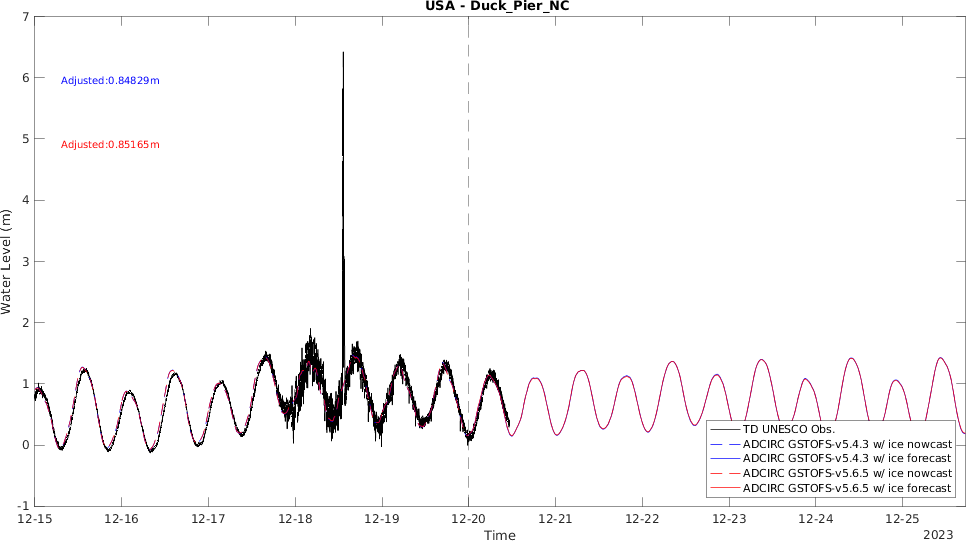 USA - Duck_Pier_NC
7
6
5
4
3
2
1
0
-1
Water Level (m)
Adjusted:0.84829m
Adjusted:0.85165m
TD UNESCO Obs.
ADCIRC GSTOFS-v5.4.3 w/ ice nowcast
ADCIRC GSTOFS-v5.4.3 w/ ice forecast
ADCIRC GSTOFS-v5.6.5 w/ ice nowcast
ADCIRC GSTOFS-v5.6.5 w/ ice forecast
12-15 12-16 12-17 12-18 12-19 12-20 12-21 12-22 12-23 12-24 12-25
Time
2023